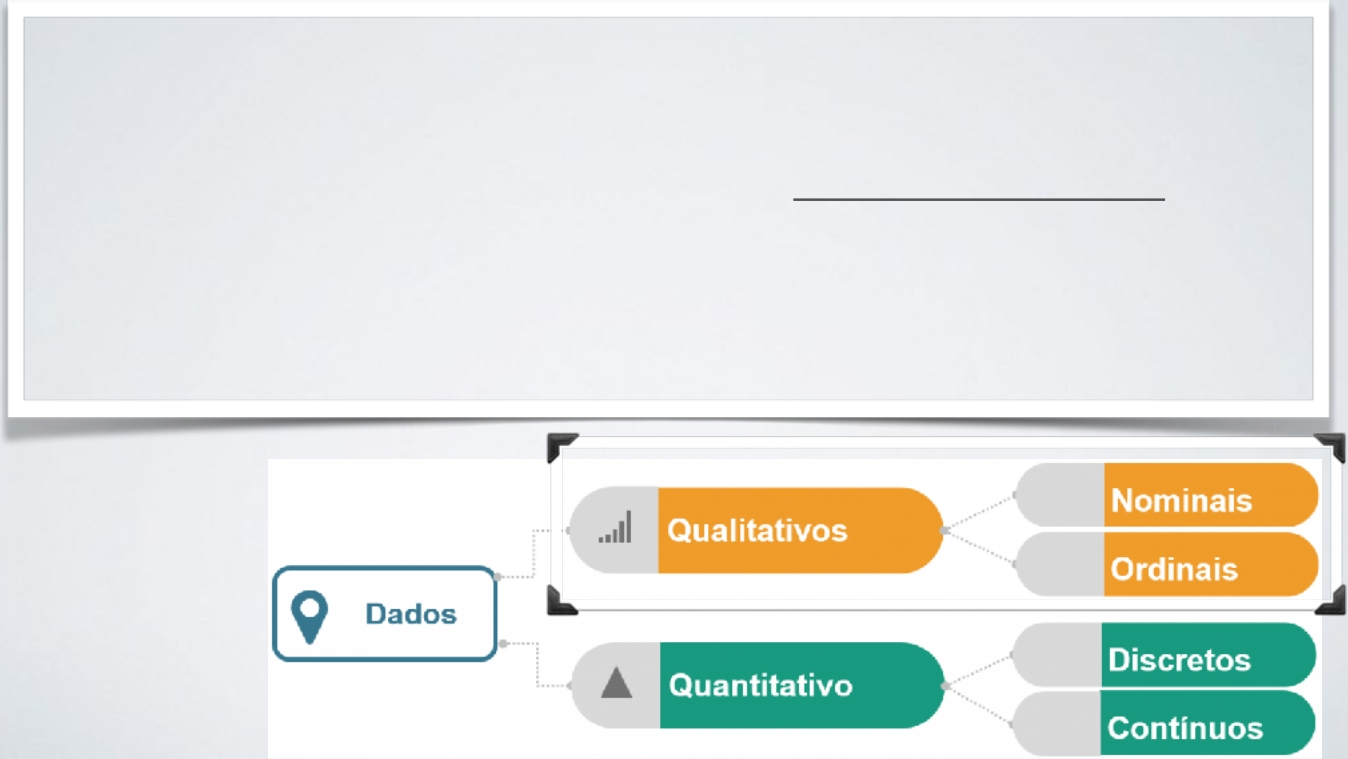 Nominais
Qualitativos
Ordinais
Dados
Discretos
Quantitativo
Contínuos